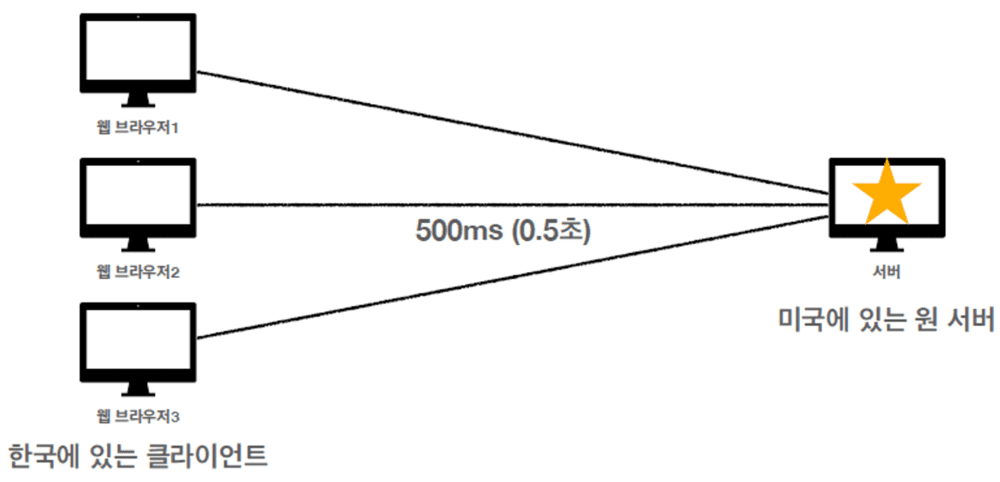 웹 브라우저1
웹 브라우저2
500ms (0.5초)
서버
미국에 있는 원 서버
웹 브라우저3
한국에 있는 클라이언트